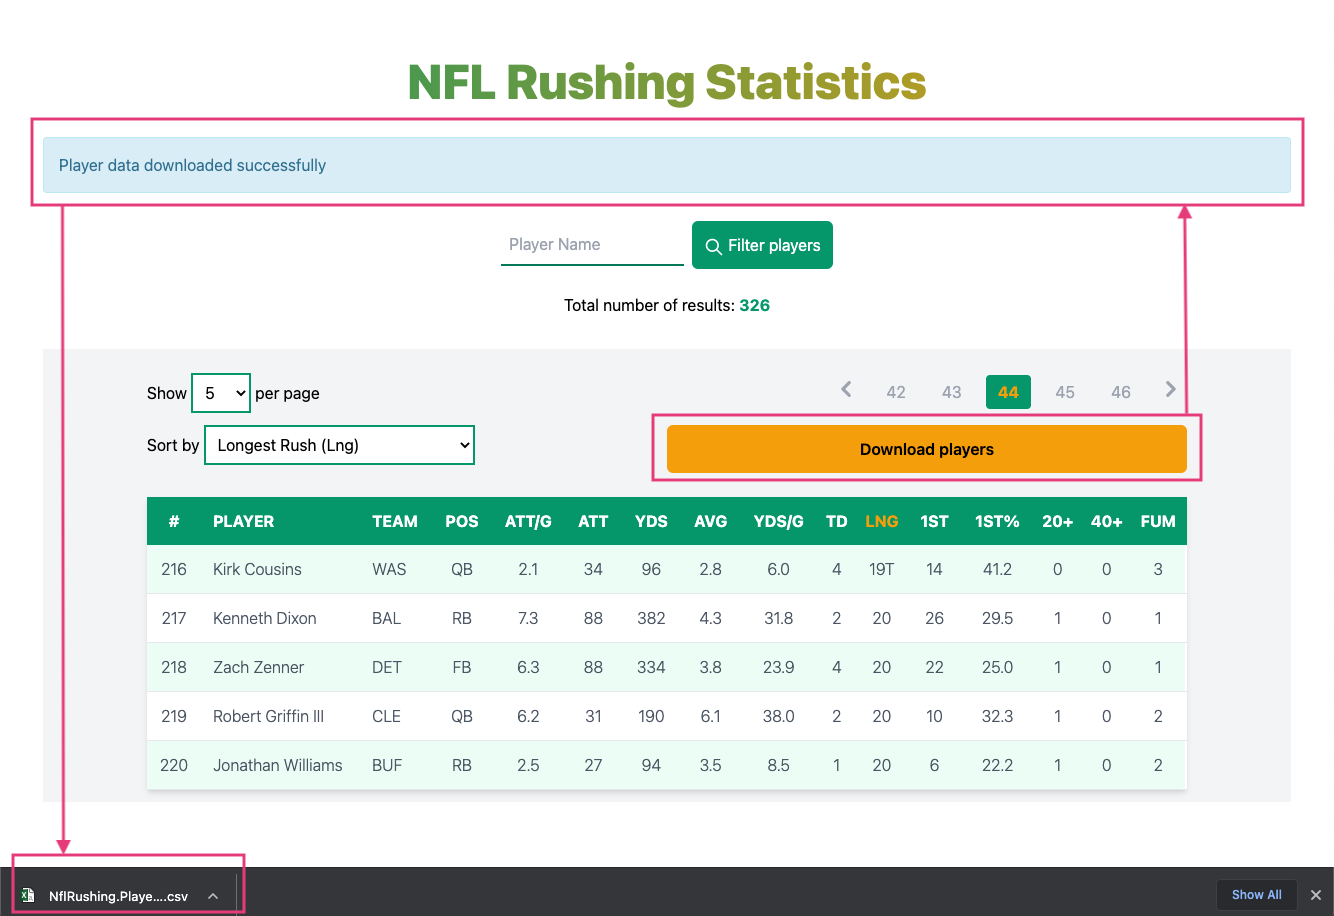 NFL Rushing Statistics
Player data downloaded successfully
Player Name Filter players
Total number of results: 326
Show 5 per page 42 43 44 45 46
Sort by Longest Rush (Lng) Download players
# PLAYER TEAM POS ATT/G ATT YDS AVG YDS/G TD LNG 1ST 1ST% 20+ 40+ FUM
216 Kirk Cousins WAS QB 2.1 34 96 2.8 6.0 4 19T 14 41.2 0 0 3
217 Kenneth Dixon BAL RB 7.3 88 382 4.3 31.8 2 20 26 29.5 1 0 1
218 Zach Zenner DET FB 6.3 88 334 3.8 23.9 4 20 22 25.0 1 0 1
219 Robert Griffin III CLE QB 6.2 31 190 6.1 38.0 2 20 10 32.3 1 0 2
220 Jonathan Williams BUF RB 2.5 27 94 3.5 8.5 1 20 6 22.2 1 0 2
NflRushing.Playe....csv Show All